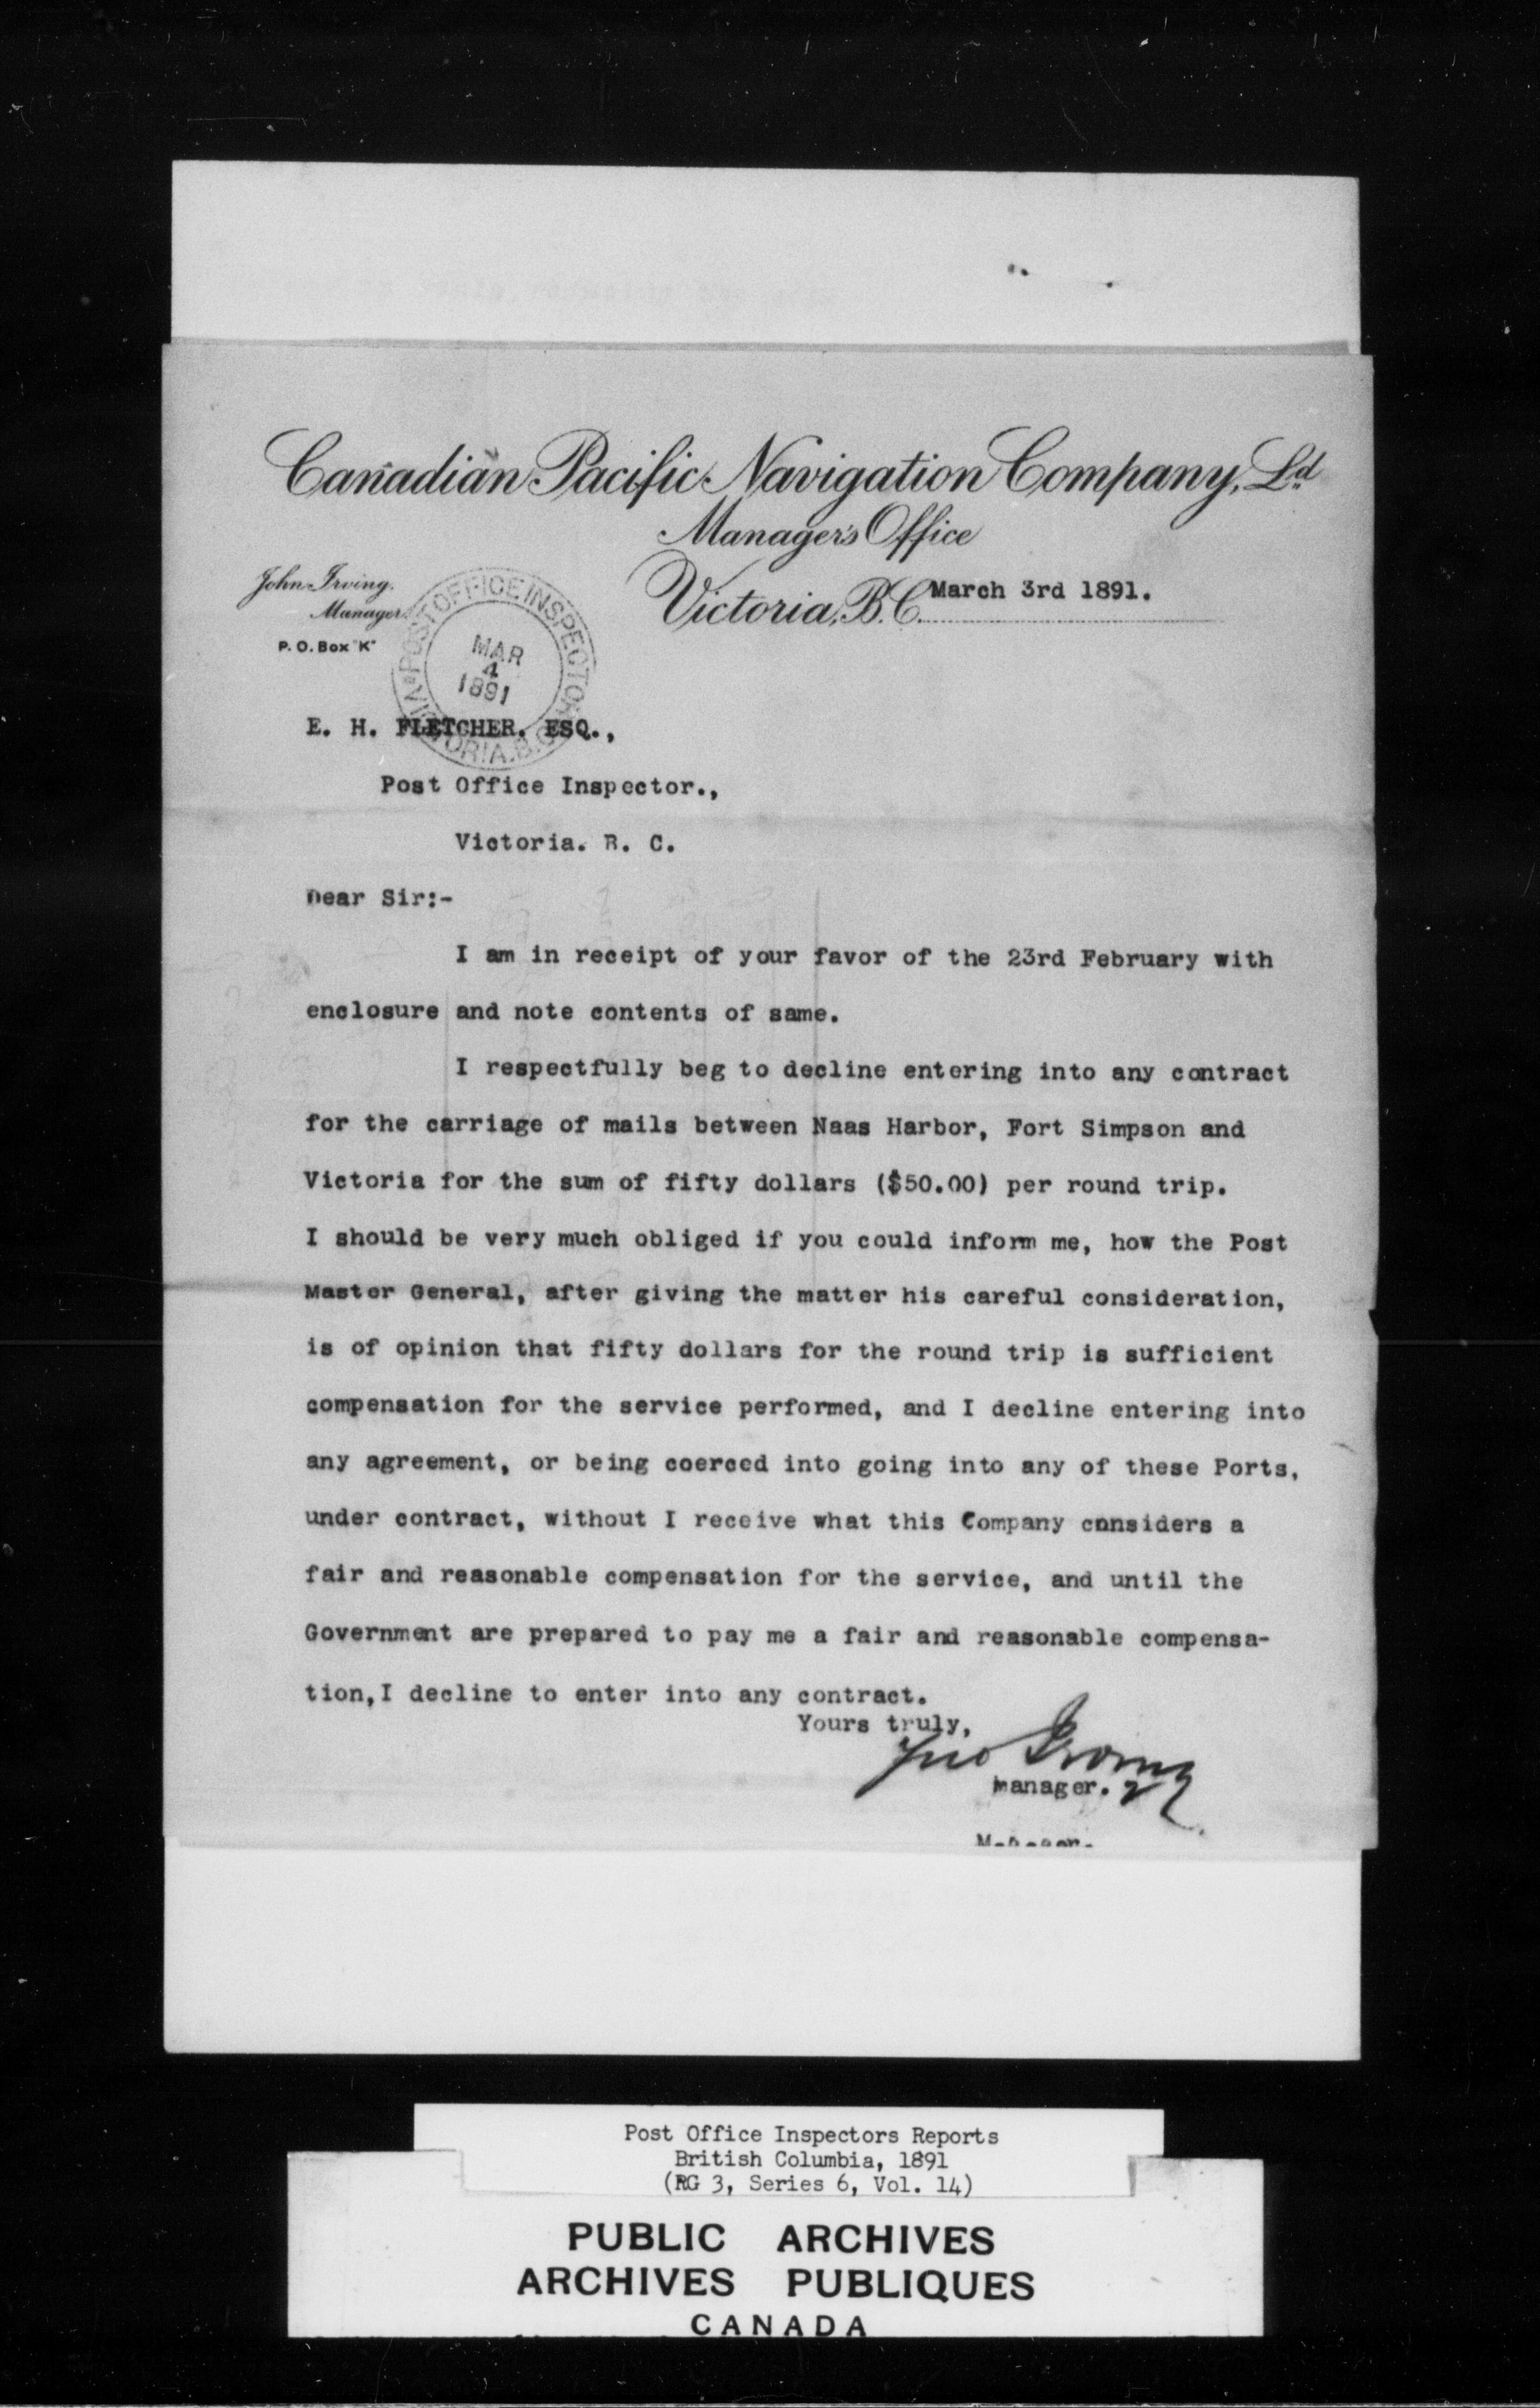 Canadian Pacific Navigation Company, Ld
Manager's Office
John Irving.
Manager.
P. O. Box "K"
Victoria, B.C. March 3rd 1891.
POST OFFICE INSPECTOR
MAR
4
1891
VICTORIA. B.C.
E. H. FLETCHER. ESQ.,
Post Office Inspector.,
Victoria. B. C.
Dear Sir:-
I am in receipt of your favor of the 23rd February with
enclosure and note contents of same.
I respectfully beg to decline entering into any contract
for the carriage of mails between Naas Harbor, Fort Simpson and
Victoria for the sum of fifty dollars ($50.00) per round trip.
I should be very much obliged if you could inform me, how the Post
Master General, after giving the matter his careful consideration,
is of opinion that fifty dollars for the round trip is sufficient
compensation for the service performed, and I decline entering into
any agreement, or being coerced into going into any of these Ports,
under contract, without I receive what this Company considers a
fair and reasonable compensation for the service, and until the
Government are prepared to pay me a fair and reasonable compensa-
tion,I decline to enter into any contract.
Yours truly,
Jno Irving
Manager.
Manager.
Post Office Inspectors Reports
British Columbia, 1891
(RG 3, Series 6, Vol. 14)
PUBLIC ARCHIVES
ARCHIVES PUBLIQUES
CANADA